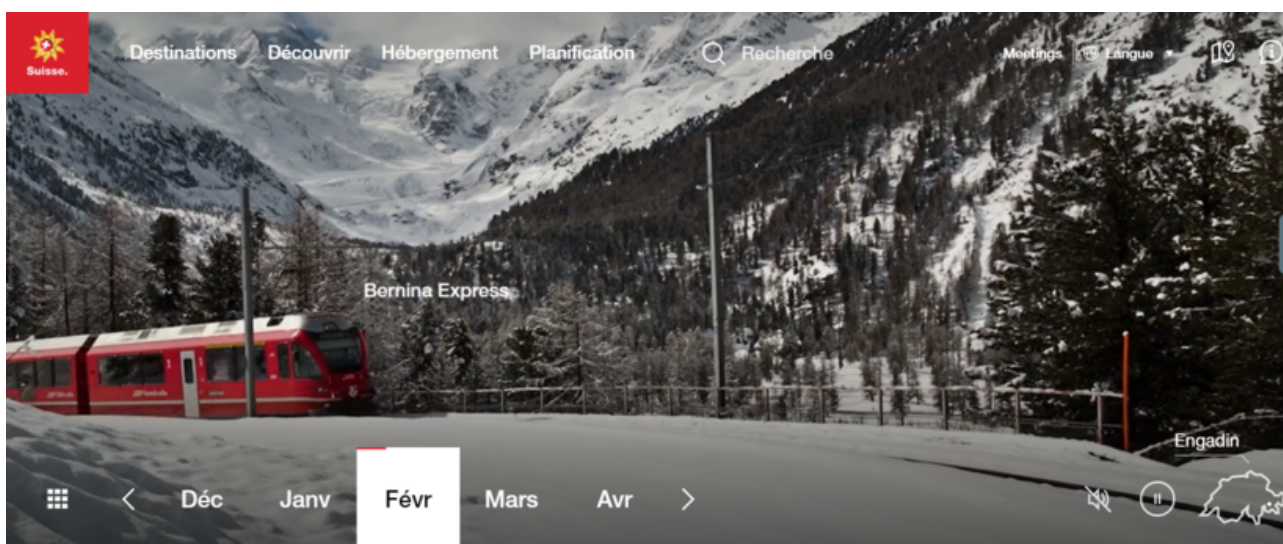 Suisse.
Destinations Découvrir Hébergement Planification Recherche Meetings Langue
Bernina Express
Engadin
Déc Janv Févr Mars Avr